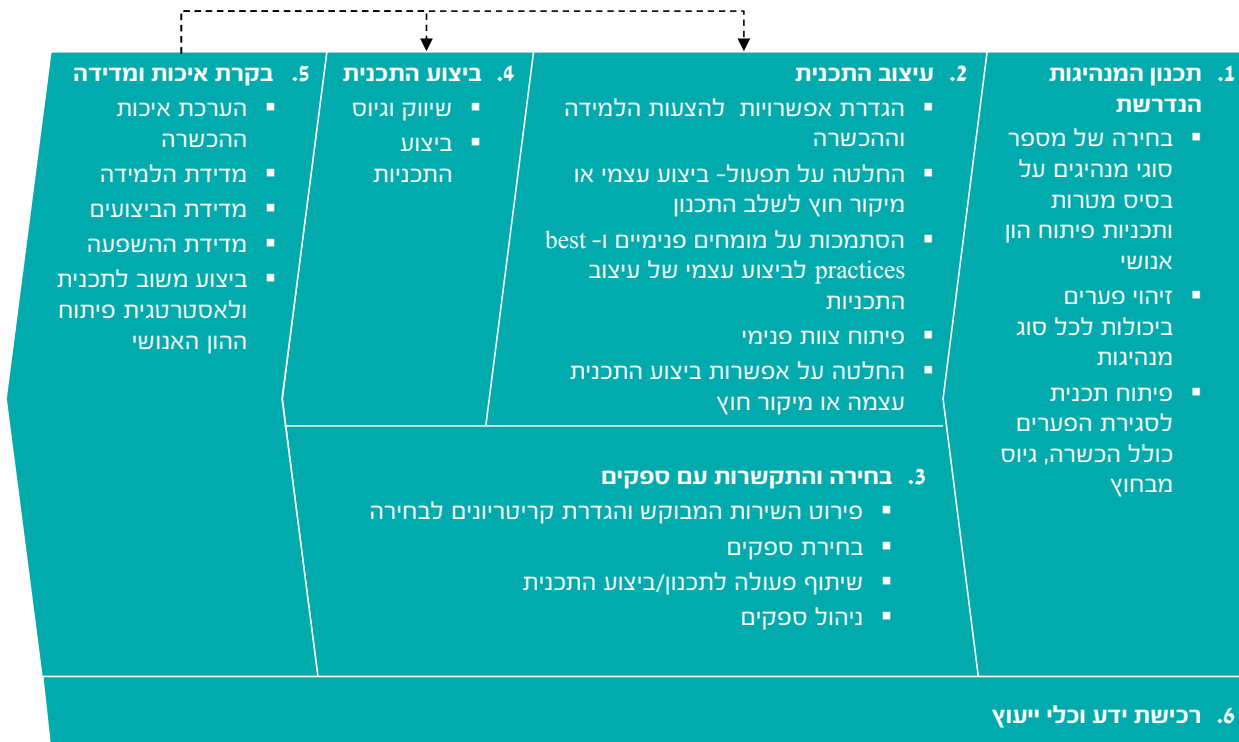 1. תכנון המנהיגות
הנדרשת
▪ בחירה של מספר
סוגי מנהיגים על
בסיס מטרות
ותכניות פיתוח הון
אנושי
▪ זיהוי פערים
ביכולות לכל סוג
מנהיגות
▪ פיתוח תכנית
לסגירת הפערים
כולל הכשרה, גיוס
מבחוץ
2. עיצוב התכנית
▪ הגדרת אפשרויות להצעות הלמידה
וההכשרה
▪ החלטה על תפעול- ביצוע עצמי או
מיקור חוץ לשלב התכנון
▪ הסתמכות על מומחים פנימיים ו- best
practices לביצוע עצמי של עיצוב
התכניות
▪ פיתוח צוות פנימי
▪ החלטה על אפשרות ביצוע התכנית
עצמה או מיקור חוץ
3. בחירה והתקשרות עם ספקים
▪ פירוט השירות המבוקש והגדרת קריטריונים לבחירה
▪ בחירת ספקים
▪ שיתוף פעולה לתכנון/ביצוע התכנית
▪ ניהול ספקים
4. ביצוע התכנית
▪ שיווק וגיוס
▪ ביצוע
התכניות
5. בקרת איכות ומדידה
▪ הערכת איכות
ההכשרה
▪ מדידת הלמידה
▪ מדידת הביצועים
▪ מדידת ההשפעה
▪ ביצוע משוב לתכנית
ולאסטרטגית פיתוח
ההון האנושי
6. רכישת ידע וכלי ייעוץ